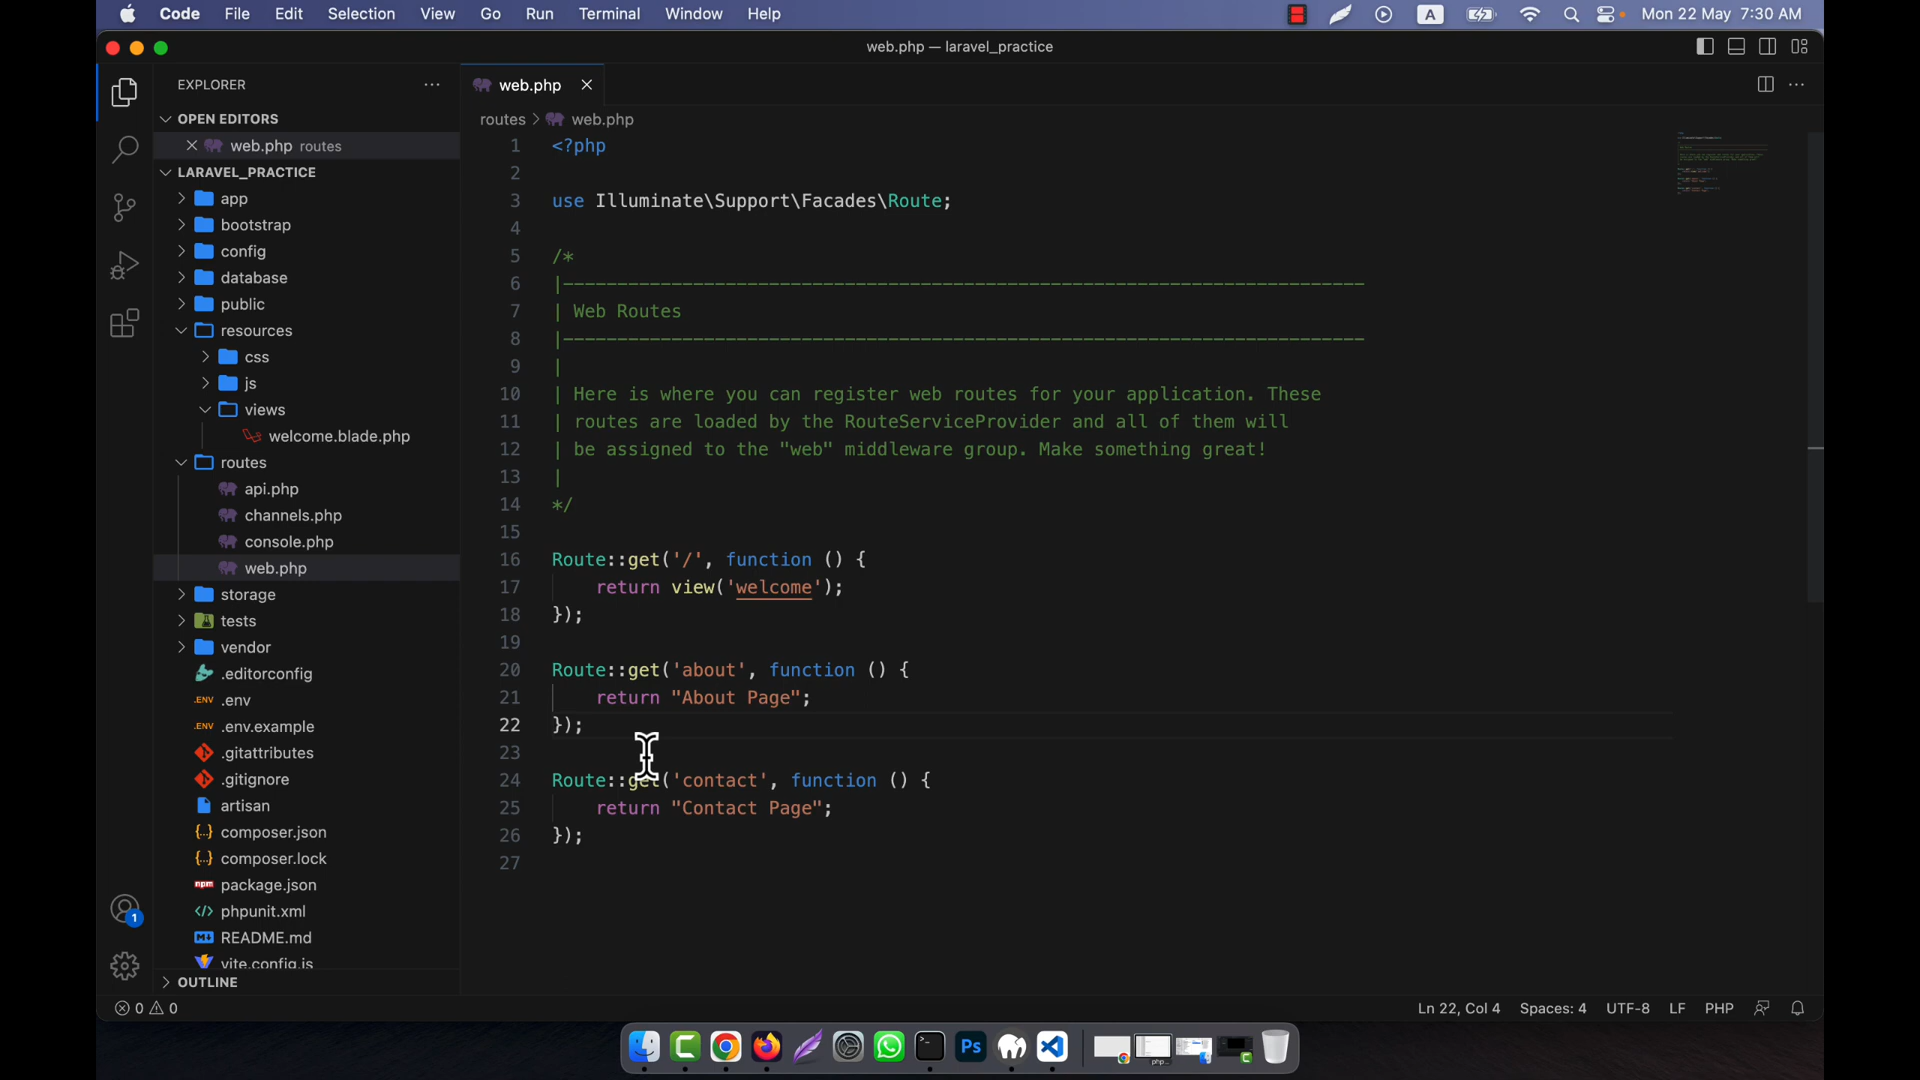 Code File Edit Selection View Go Run Terminal Window Help A Mon 22 May 7:30 AM
web.php — laravel_practice
EXPLORER
web.php
OPEN EDITORS
routes > web.php
web.php routes
LARAVEL_PRACTICE
app
bootstrap
config
database
public
resources
css
js
views
welcome.blade.php
routes
api.php
channels.php
console.php
web.php
storage
tests
vendor
.editorconfig
.ENV .env
.ENV .env.example
.gitattributes
.gitignore
artisan
{..} composer.json
{..} composer.lock
npm package.json
</> phpunit.xml
README.md
vite.config.js
OUTLINE
1 <?php
2
3 use Illuminate\Support\Facades\Route;
4
5 /*
6 |--------------------------------------------------------------------------
7 | Web Routes
8 |--------------------------------------------------------------------------
9 |
10 | Here is where you can register web routes for your application. These
11 | routes are loaded by the RouteServiceProvider and all of them will
12 | be assigned to the "web" middleware group. Make something great!
13 |
14 */
15
16 Route::get('/', function () {
17 return view('welcome');
18 });
19
20 Route::get('about', function () {
21 return "About Page";
22 });
23
24 Route::get('contact', function () {
25 return "Contact Page";
26 });
27
1
0 0 Ln 22, Col 4 Spaces: 4 UTF-8 LF PHP
Ps